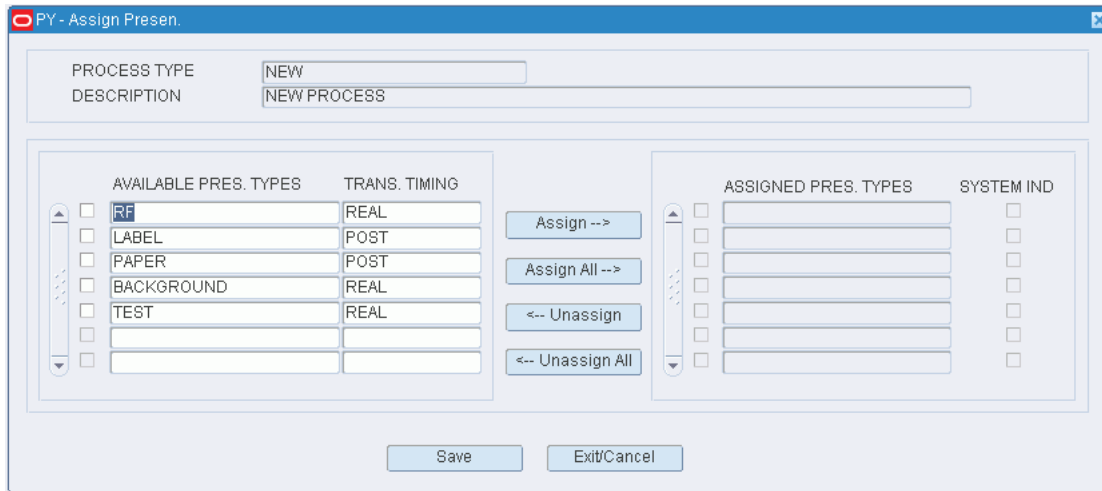 PY - Assign Presen.
PROCESS TYPE NEW
DESCRIPTION NEW PROCESS
AVAILABLE PRES. TYPES TRANS. TIMING
RF REAL
LABEL POST
PAPER POST
BACKGROUND REAL
TEST REAL
Assign -->
Assign All -->
<-- Unassign
<-- Unassign All
ASSIGNED PRES. TYPES SYSTEM IND
Save Exit/Cancel